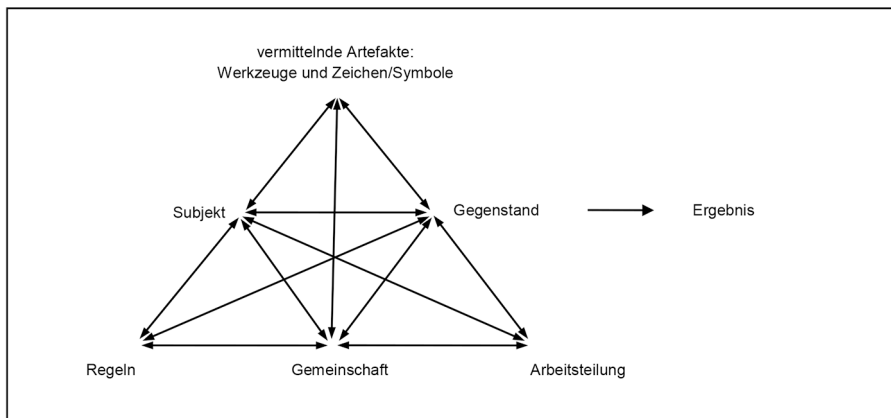 vermittelnde Artefakte:
Werkzeuge und Zeichen/Symbole
Subjekt
Gegenstand
Ergebnis
Regeln
Gemeinschaft
Arbeitsteilung